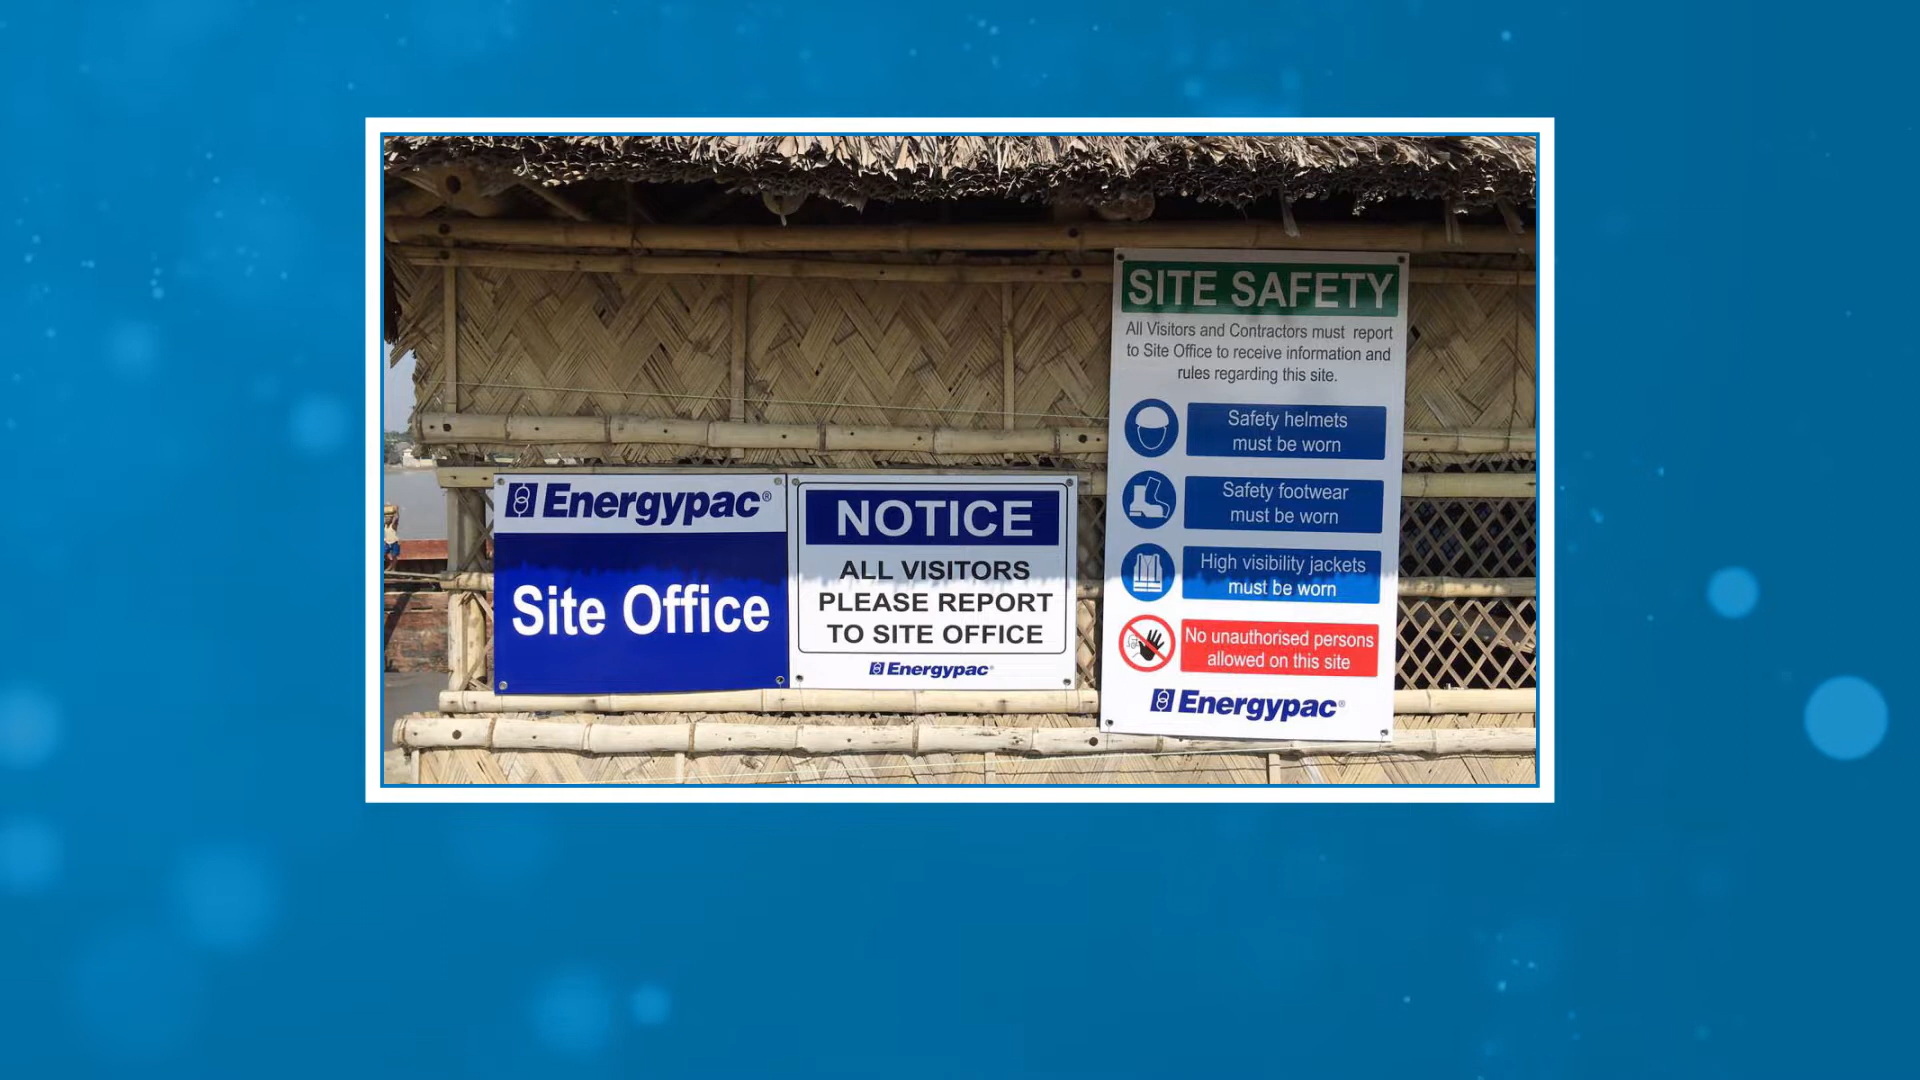 Energypac®
Site Office
NOTICE
ALL VISITORS
PLEASE REPORT
TO SITE OFFICE
Energypac®
SITE SAFETY
All Visitors and Contractors must report
to Site Office to receive information and
rules regarding this site.
Safety helmets
must be worn
Safety footwear
must be worn
High visibility jackets
must be worn
No unauthorised persons
allowed on this site
Energypac®